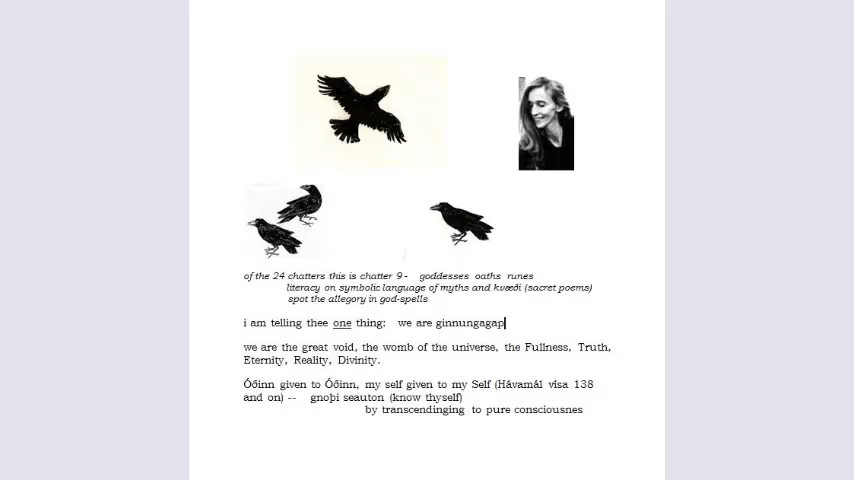 of the 24 chatters this is chatter 9 - goddesses oaths runes
literacy on symbolic language of myths and kvæði (sacret poems)
spot the allegory in god-spells
i am telling thee one thing: we are ginnungagap
we are the great void, the womb of the universe, the Fullness, Truth,
Eternity, Reality, Divinity.
Óðinn given to Óðinn, my self given to my Self (Hávamál vísa 138
and on) -- gnoþi seauton (know thyself)
by transcendinging to pure consciousnes